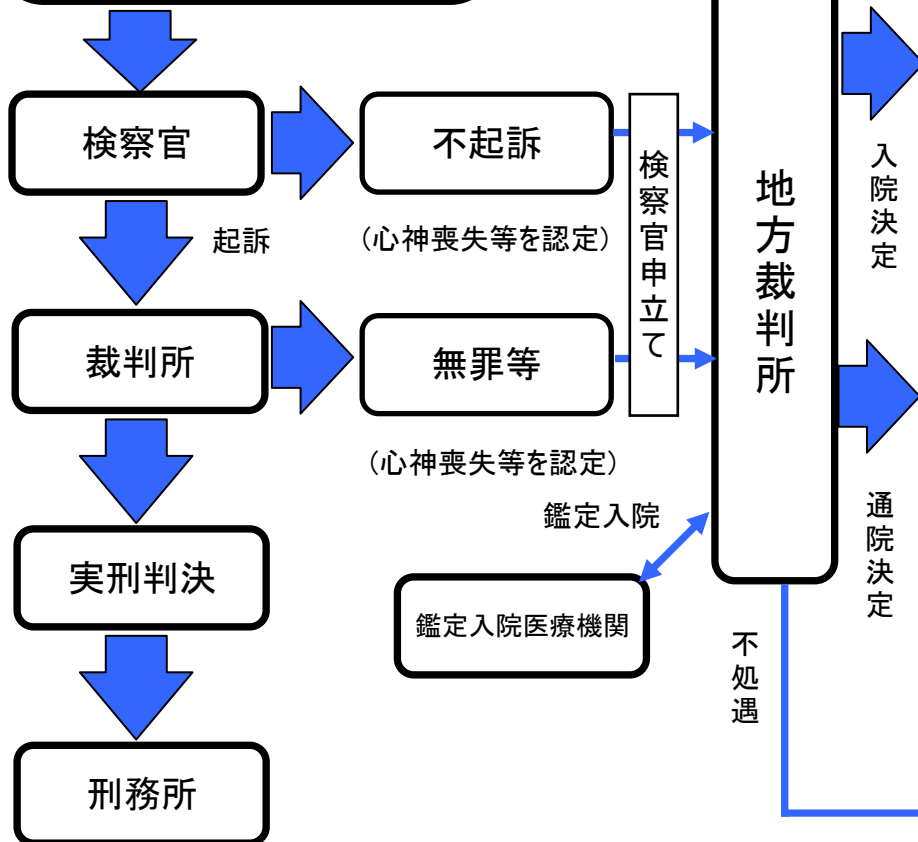 検察官
不起訴
起訴
(心神喪失等を認定)
検察官申立て
地方裁判所
入院決定
裁判所
無罪等
(心神喪失等を認定)
鑑定入院
通院決定
実刑判決
鑑定入院医療機関
不処遇
刑務所